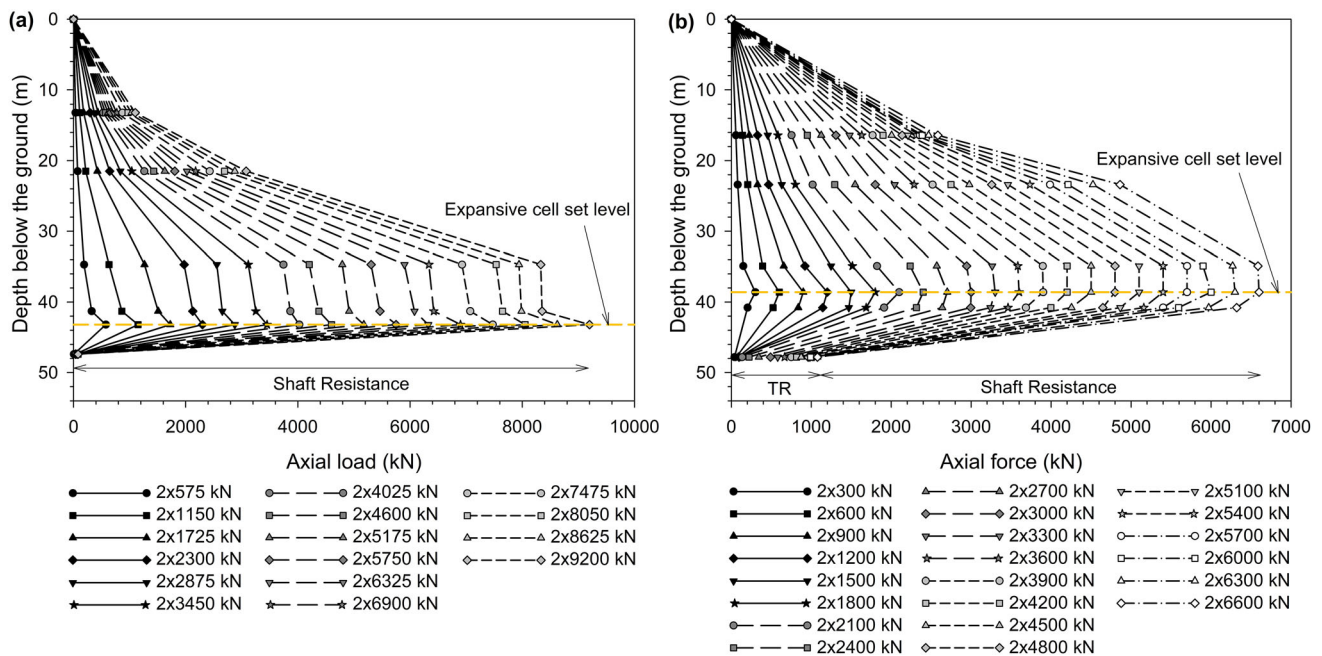 (a)
0
10
20
30
40
50
Depth below the ground (m)
Expansive cell set level
Shaft Resistance
0 2000 4000 6000 8000 10000
Axial load (kN)
2x575 kN 2x4025 kN 2x7475 kN
2x1150 kN 2x4600 kN 2x8050 kN
2x1725 kN 2x5175 kN 2x8625 kN
2x2300 kN 2x5750 kN 2x9200 kN
2x2875 kN 2x6325 kN
2x3450 kN 2x6900 kN
(b)
0
10
20
30
40
50
Depth below the ground (m)
Expansive cell set level
TR Shaft Resistance
0 1000 2000 3000 4000 5000 6000 7000
Axial force (kN)
2x300 kN 2x2700 kN 2x5100 kN
2x600 kN 2x3000 kN 2x5400 kN
2x900 kN 2x3300 kN 2x5700 kN
2x1200 kN 2x3600 kN 2x6000 kN
2x1500 kN 2x3900 kN 2x6300 kN
2x1800 kN 2x4200 kN 2x6600 kN
2x2100 kN 2x4500 kN
2x2400 kN 2x4800 kN